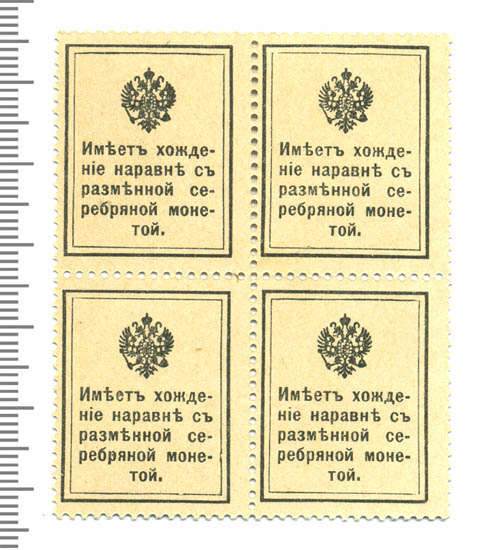 Имѣетъ хожде-
ніе наравнѣ съ
размѣнной се-
ребряной моне-
той.
Имѣетъ хожде-
ніе наравнѣ съ
размѣнной се-
ребряной моне-
той.
Имѣетъ хожде-
ніе наравнѣ съ
размѣнной се-
ребряной моне-
той.
Имѣетъ хожде-
ніе наравнѣ съ
размѣнной се-
ребряной моне-
той.